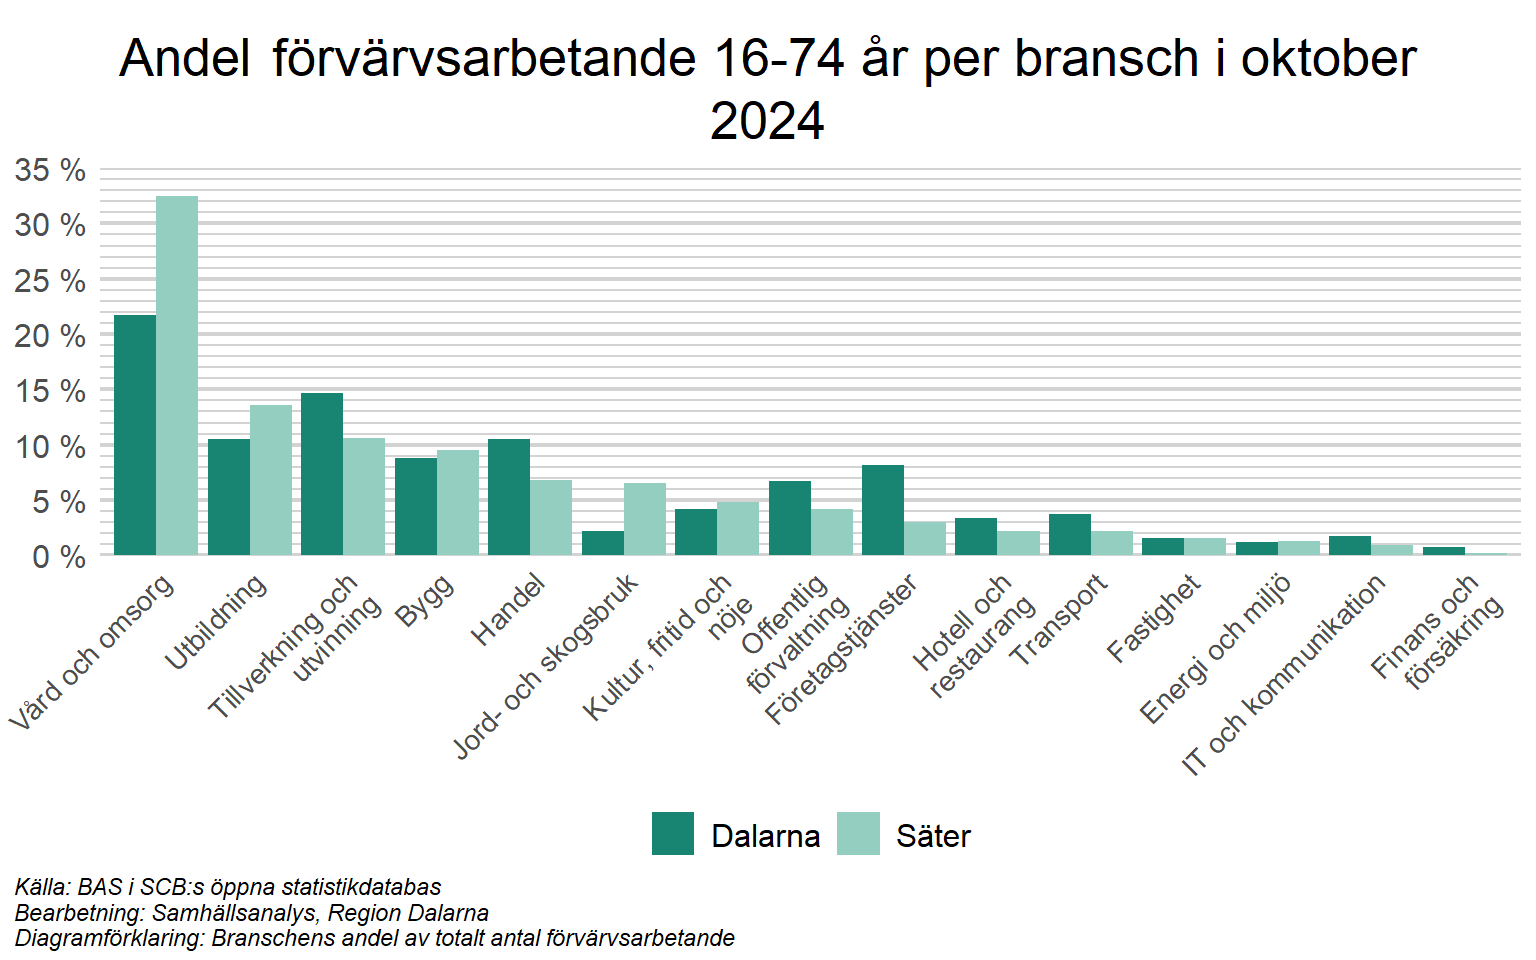 Andel förvärvsarbetande 16-74 år per bransch i oktober
2024
35 %
30 %
25 %
20 %
15 %
10 %
5 %
0 %
Vård och omsorg
Utbildning
Tillverkning och
utvinning
Bygg
Handel
Jord- och skogsbruk
Kultur, fritid och
nöje
Offentlig
förvaltning
Företagstjänster
Hotell och
restaurang
Transport
Fastighet
Energi och miljö
IT och kommunikation
Finans och
försäkring
Dalarna
Säter
Källa: BAS i SCB:s öppna statistikdatabas
Bearbetning: Samhällsanalys, Region Dalarna
Diagramförklaring: Branschens andel av totalt antal förvärvsarbetande